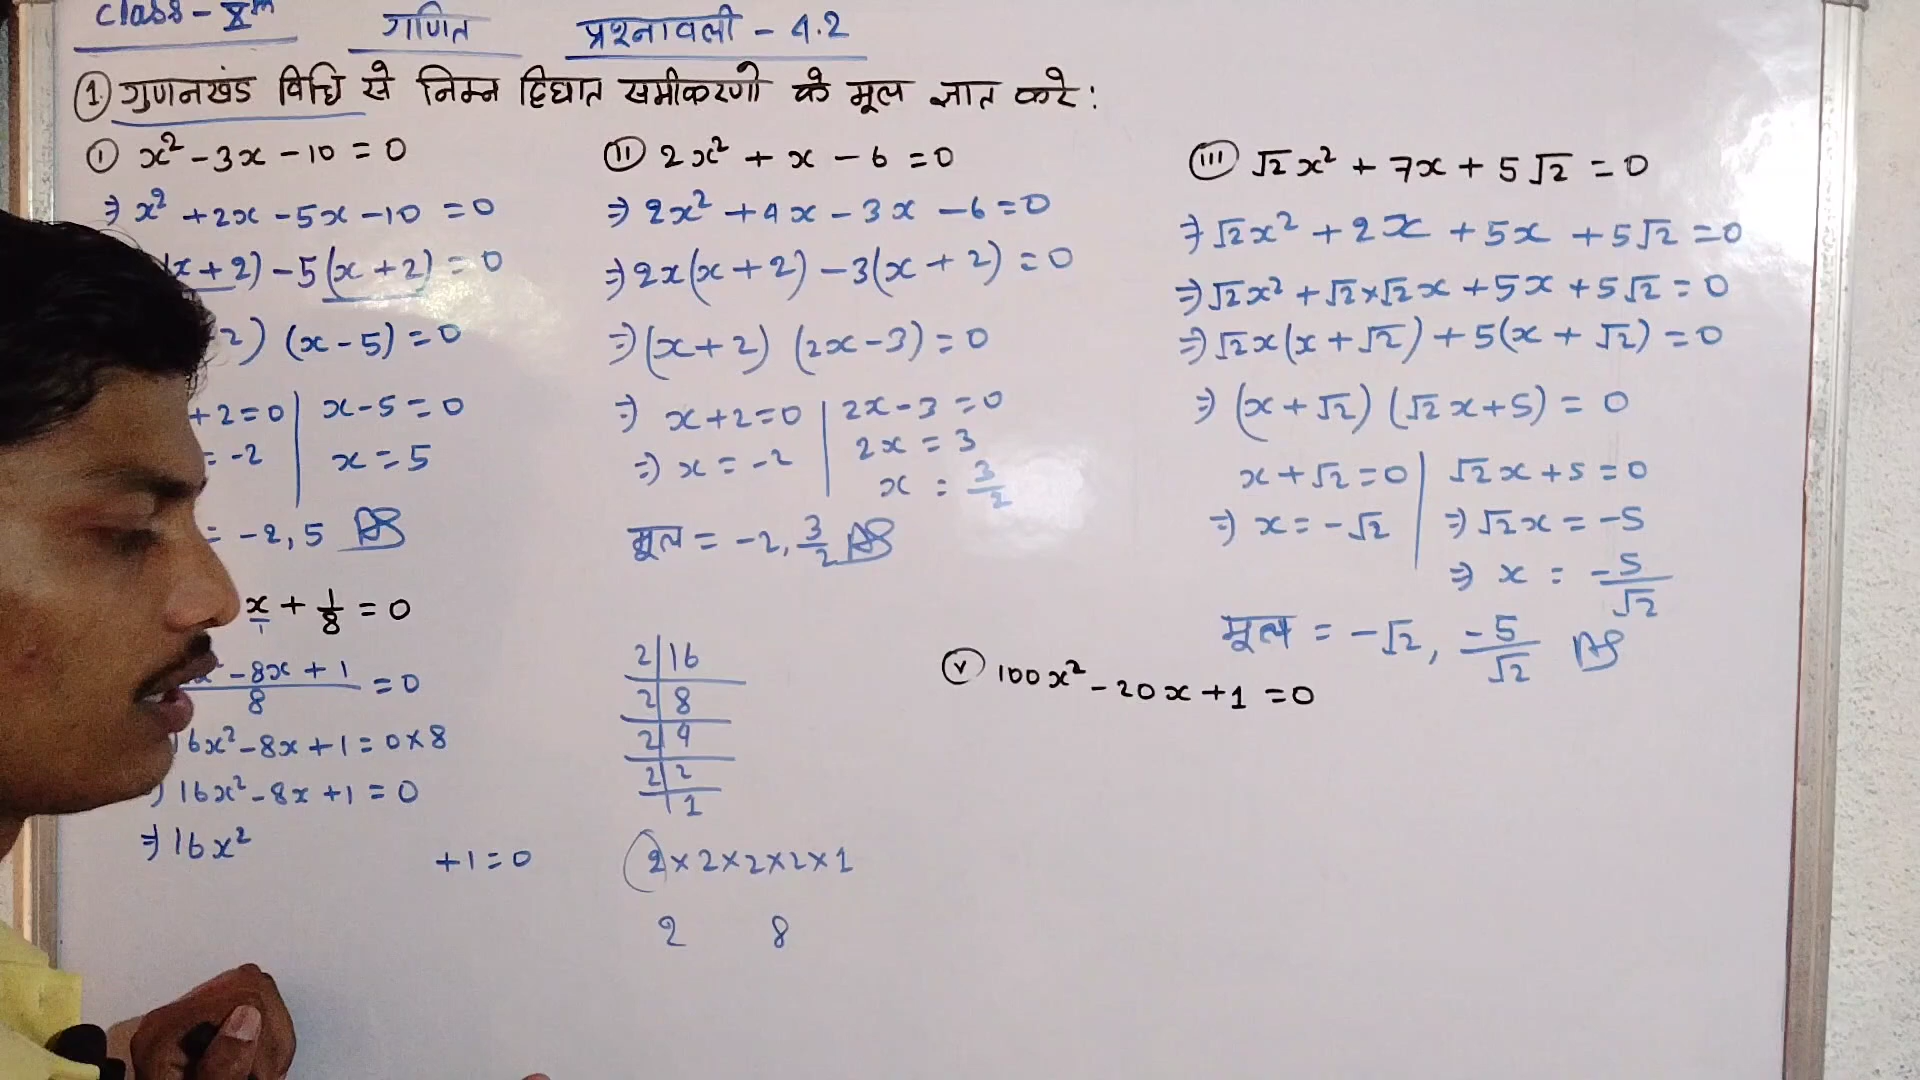 Class - Xth गणित प्रश्नावली - 4.2
1. गुणनखंड विधि से निम्न द्विघात समीकरणो के मूल ज्ञात करे :
(i) x² - 3x - 10 = 0
⇒ x² + 2x - 5x - 10 = 0
(x + 2) - 5(x + 2) = 0
2) (x - 5) = 0
+ 2 = 0 | x - 5 = 0
= -2 | x = 5
= -2, 5
(ii) 2x² + x - 6 = 0
⇒ 2x² + 4x - 3x - 6 = 0
⇒ 2x(x + 2) - 3(x + 2) = 0
⇒ (x + 2) (2x - 3) = 0
⇒ x + 2 = 0 | 2x - 3 = 0
⇒ x = -2 | 2x = 3
x = 3/2
मूल = -2, 3/2
(iii) √2x² + 7x + 5√2 = 0
⇒ √2x² + 2x + 5x + 5√2 = 0
⇒ √2x² + √2×√2x + 5x + 5√2 = 0
⇒ √2x(x + √2) + 5(x + √2) = 0
⇒ (x + √2) (√2x + 5) = 0
x + √2 = 0 | √2x + 5 = 0
⇒ x = -√2 | ⇒ √2x = -5
⇒ x = -5/√2
मूल = -√2, -5/√2
x/1 + 1/8 = 0
- 8x + 1 / 8 = 0
16x² - 8x + 1 = 0×8
16x² - 8x + 1 = 0
⇒ 16x² +1 = 0
2|16
2|8
2|4
2|2
|1
2×2×2×2×1
2 8
(v) 100x² - 20x + 1 = 0